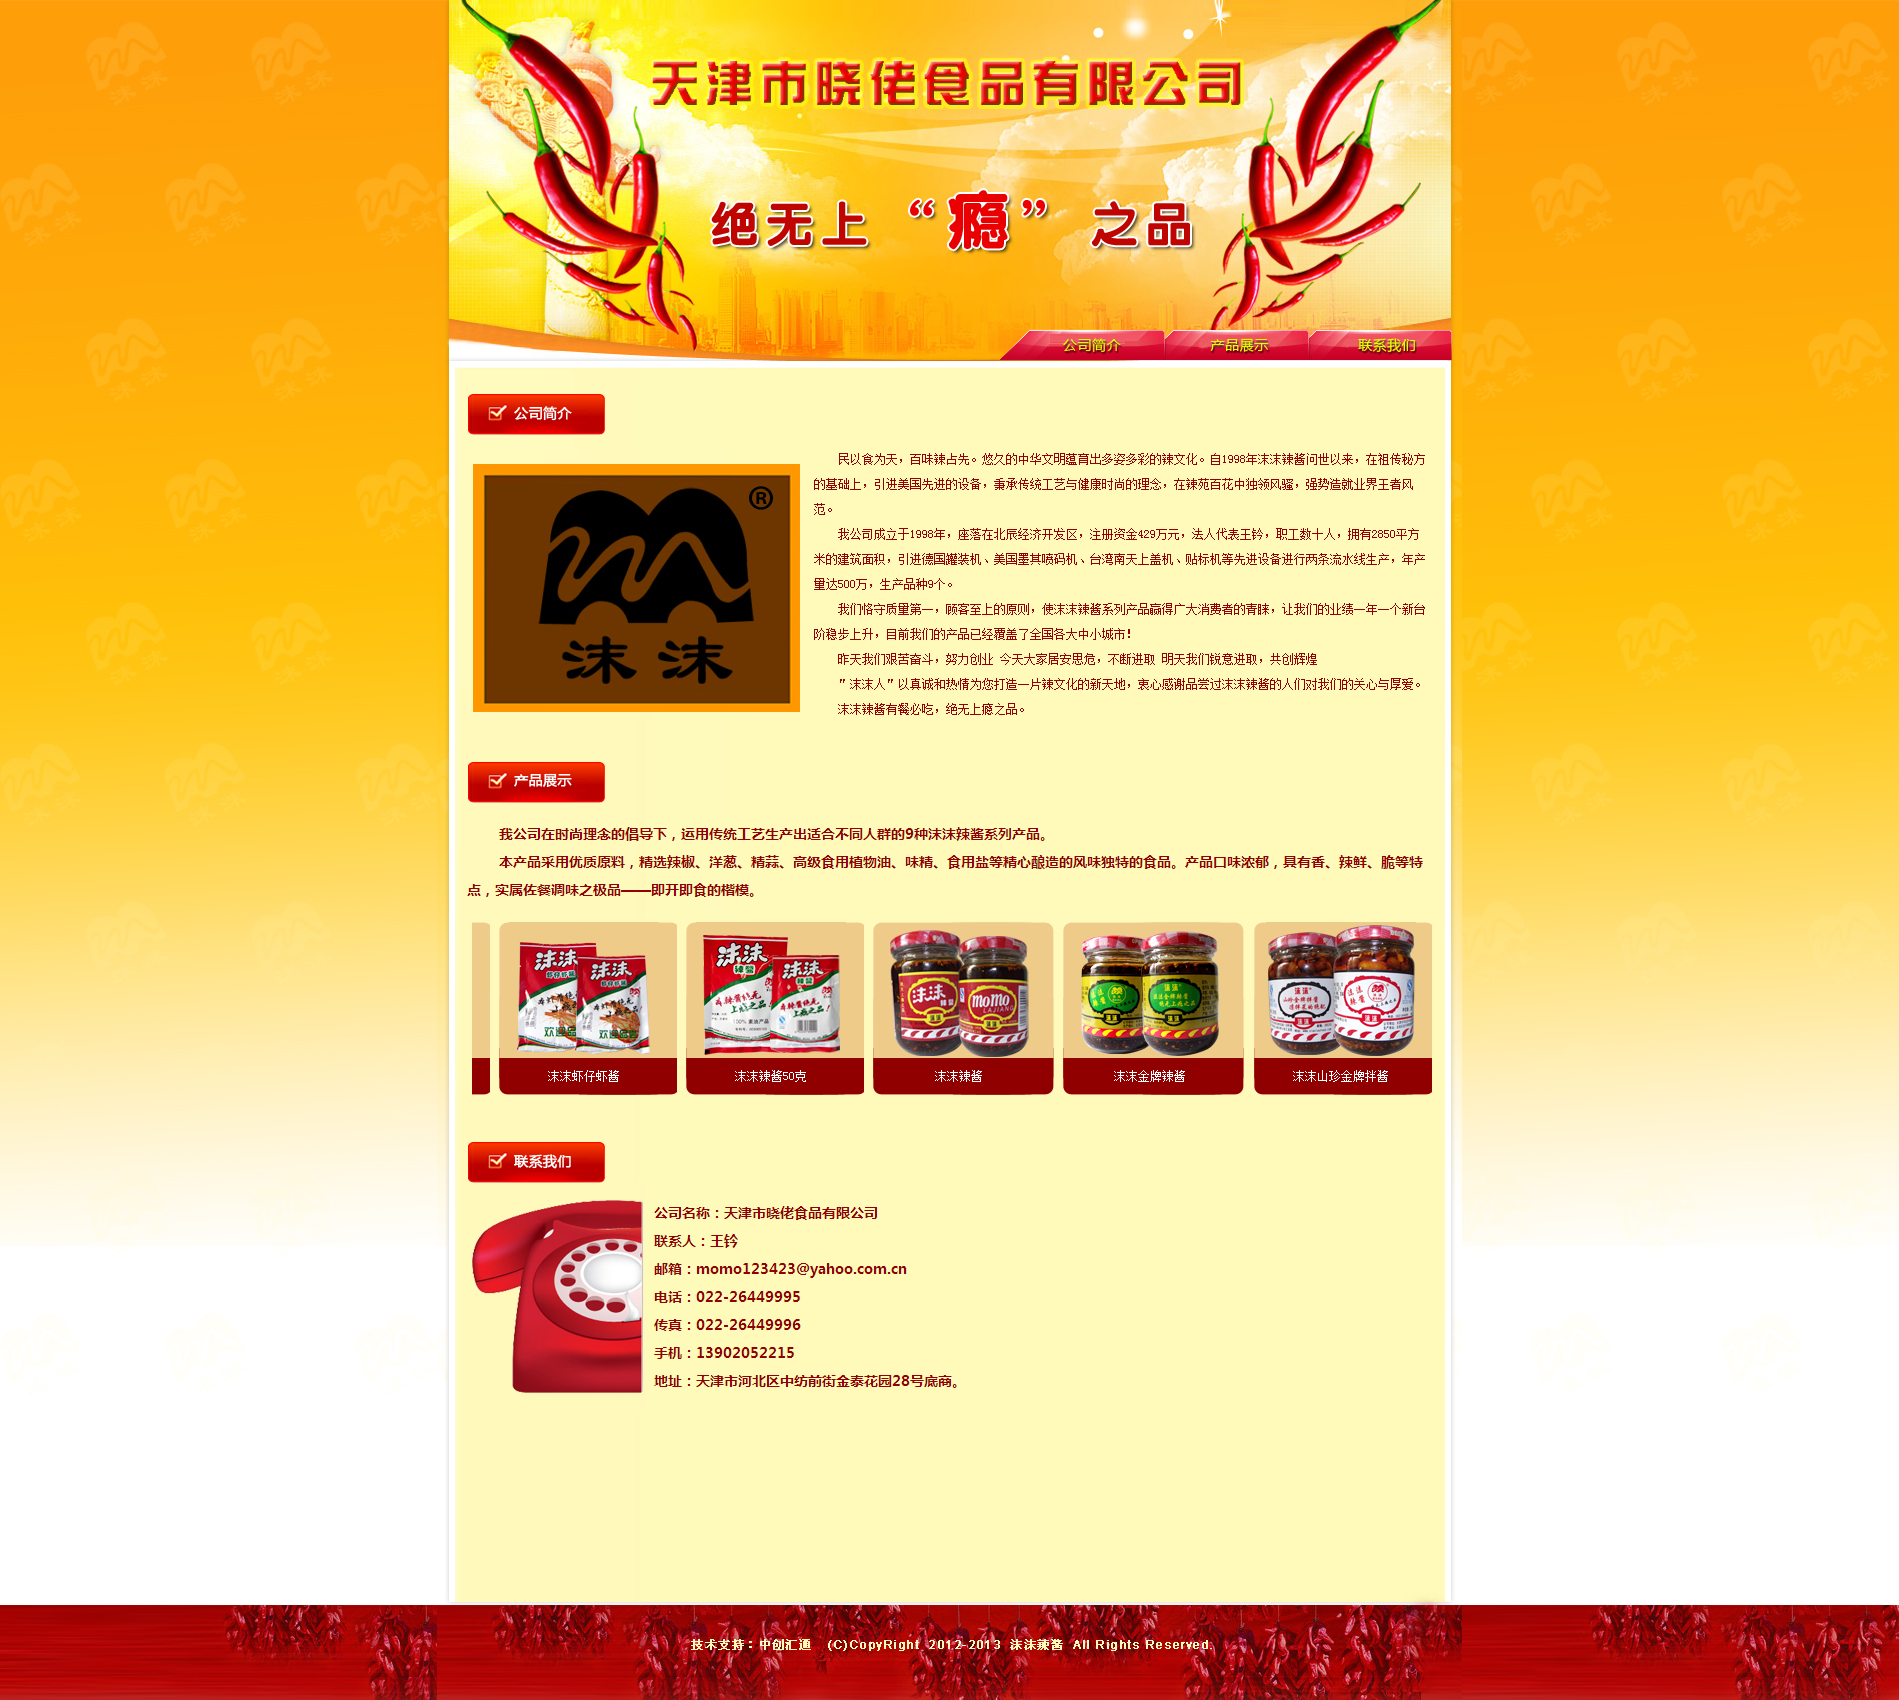 天津市晓佬食品有限公司
绝无上 “瘾” 之品
公司简介 产品展示 联系我们
公司简介
民以食为天，百味辣占先。悠久的中华文明蕴育出多姿多彩的辣文化。自1998年沫沫辣酱问世以来，在祖传秘方
的基础上，引进美国先进的设备，秉承传统工艺与健康时尚的理念，在辣苑百花中独领风骚，强势造就业界王者风
范。
我公司成立于1998年，座落在北辰经济开发区，注册资金429万元，法人代表王钤，职工数十人，拥有2850平方
米的建筑面积，引进德国罐装机、美国墨其喷码机、台湾南天上盖机、贴标机等先进设备进行两条流水线生产，年产
量达500万，生产品种9个。
我们恪守质量第一，顾客至上的原则，使沫沫辣酱系列产品赢得广大消费者的青睐，让我们的业绩一年一个新台
阶稳步上升，目前我们的产品已经覆盖了全国各大中小城市！
昨天我们艰苦奋斗，努力创业 今天大家居安思危，不断进取 明天我们锐意进取，共创辉煌
＂沫沫人＂以真诚和热情为您打造一片辣文化的新天地，衷心感谢品尝过沫沫辣酱的人们对我们的关心与厚爱。
沫沫辣酱有餐必吃，绝无上瘾之品。
®
沫沫
产品展示
我公司在时尚理念的倡导下，运用传统工艺生产出适合不同人群的9种沫沫辣酱系列产品。
本产品采用优质原料，精选辣椒、洋葱、精蒜、高级食用植物油、味精、食用盐等精心酿造的风味独特的食品。产品口味浓郁，具有香、辣鲜、脆等特
点，实属佐餐调味之极品——即开即食的楷模。
沫沫虾仔虾酱 沫沫辣酱50克 沫沫辣酱 沫沫金牌辣酱 沫沫山珍金牌拌酱
联系我们
公司名称：天津市晓佬食品有限公司
联系人：王钤
邮箱：momo123423@yahoo.com.cn
电话：022-26449995
传真：022-26449996
手机：13902052215
地址：天津市河北区中纺前街金泰花园28号底商。
技术支持：中创汇通 (C)CopyRight 2012-2013 沫沫辣酱 All Rights Reserved.